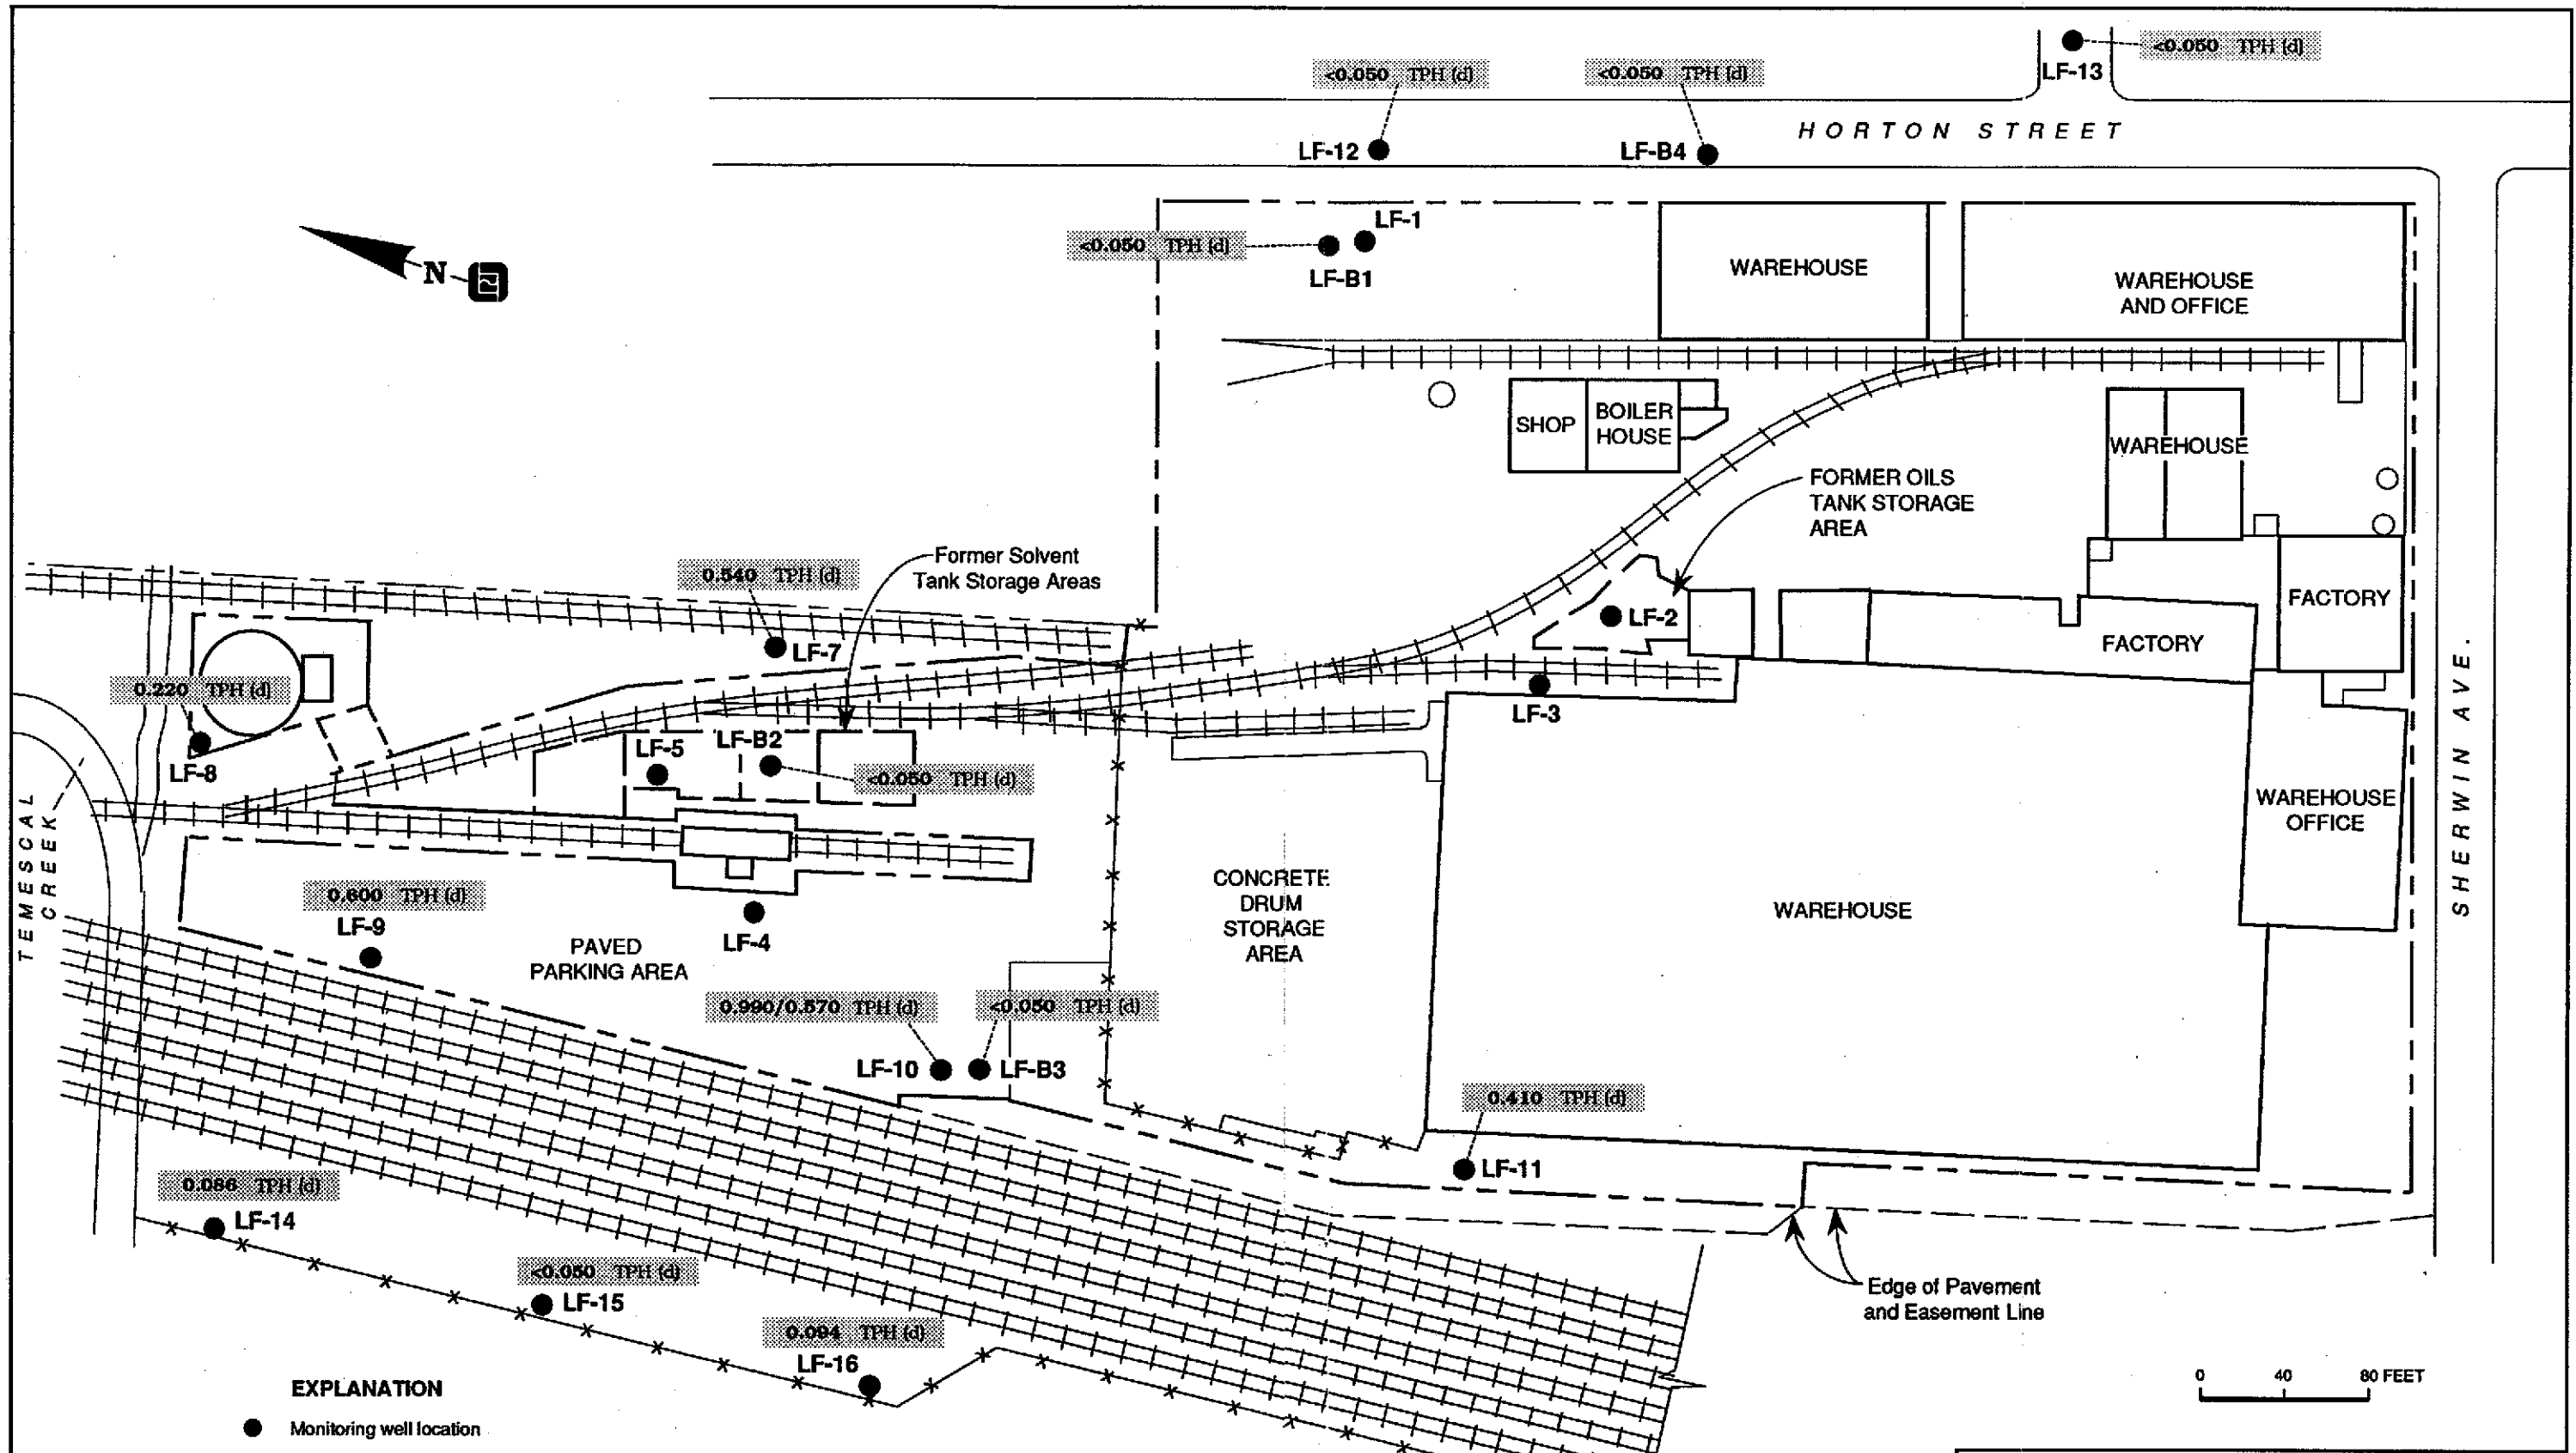 <0.050 TPH (d)
LF-13
<0.050 TPH (d)
<0.050 TPH (d)
HORTON STREET
LF-12
LF-B4
LF-1
<0.050 TPH (d)
LF-B1
N
WAREHOUSE
WAREHOUSE
AND OFFICE
SHOP
BOILER
HOUSE
WAREHOUSE
FORMER OILS
TANK STORAGE
AREA
Former Solvent
Tank Storage Areas
0.540 TPH (d)
LF-7
LF-2
FACTORY
FACTORY
0.220 TPH (d)
LF-8
LF-3
LF-5
LF-B2
<0.050 TPH (d)
SHERWIN AVE.
WAREHOUSE
OFFICE
TEMESCAL
CREEK
0.600 TPH (d)
LF-9
LF-4
PAVED
PARKING AREA
CONCRETE
DRUM
STORAGE
AREA
WAREHOUSE
0.990/0.570 TPH (d)
<0.050 TPH (d)
LF-10
LF-B3
0.410 TPH (d)
LF-11
0.086 TPH (d)
LF-14
<0.050 TPH (d)
LF-15
0.094 TPH (d)
LF-16
Edge of Pavement
and Easement Line
0 40 80 FEET
EXPLANATION
Monitoring well location